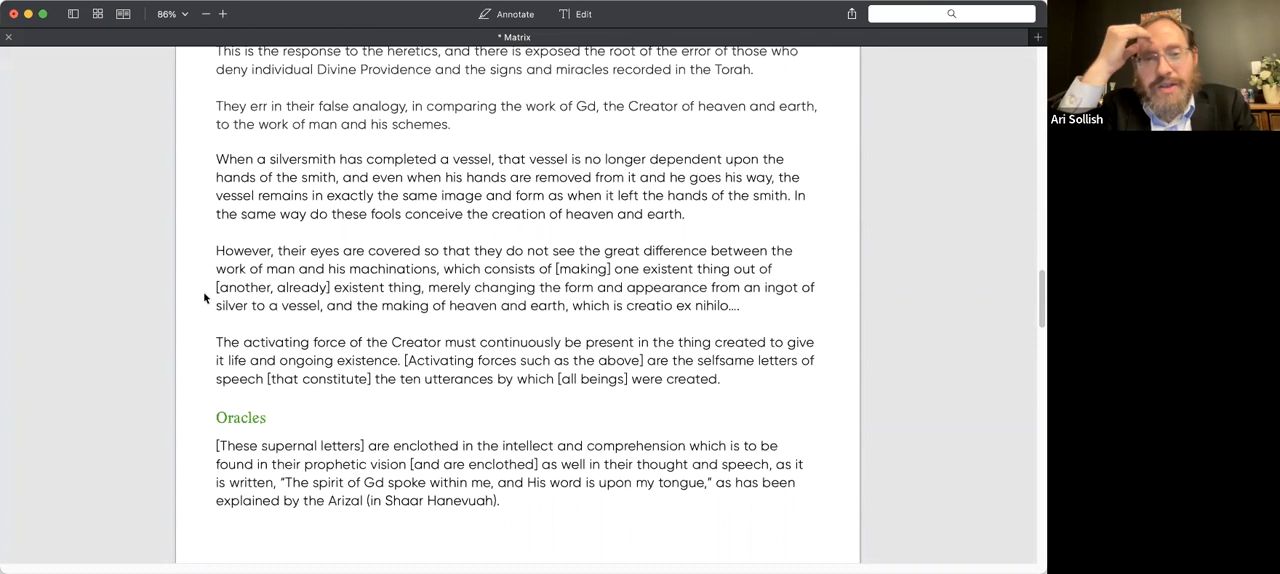 86%
Annotate
Edit
* Matrix
This is the response to the heretics, and there is exposed the root of the error of those who
deny individual Divine Providence and the signs and miracles recorded in the Torah.
They err in their false analogy, in comparing the work of Gd, the Creator of heaven and earth,
to the work of man and his schemes.
When a silversmith has completed a vessel, that vessel is no longer dependent upon the
hands of the smith, and even when his hands are removed from it and he goes his way, the
vessel remains in exactly the same image and form as when it left the hands of the smith. In
the same way do these fools conceive the creation of heaven and earth.
However, their eyes are covered so that they do not see the great difference between the
work of man and his machinations, which consists of [making] one existent thing out of
[another, already] existent thing, merely changing the form and appearance from an ingot of
silver to a vessel, and the making of heaven and earth, which is creatio ex nihilo....
The activating force of the Creator must continuously be present in the thing created to give
it life and ongoing existence. [Activating forces such as the above] are the selfsame letters of
speech [that constitute] the ten utterances by which [all beings] were created.
Oracles
[These supernal letters] are enclothed in the intellect and comprehension which is to be
found in their prophetic vision [and are enclothed] as well in their thought and speech, as it
is written, "The spirit of Gd spoke within me, and His word is upon my tongue," as has been
explained by the Arizal (in Shaar Hanevuah).
Ari Sollish